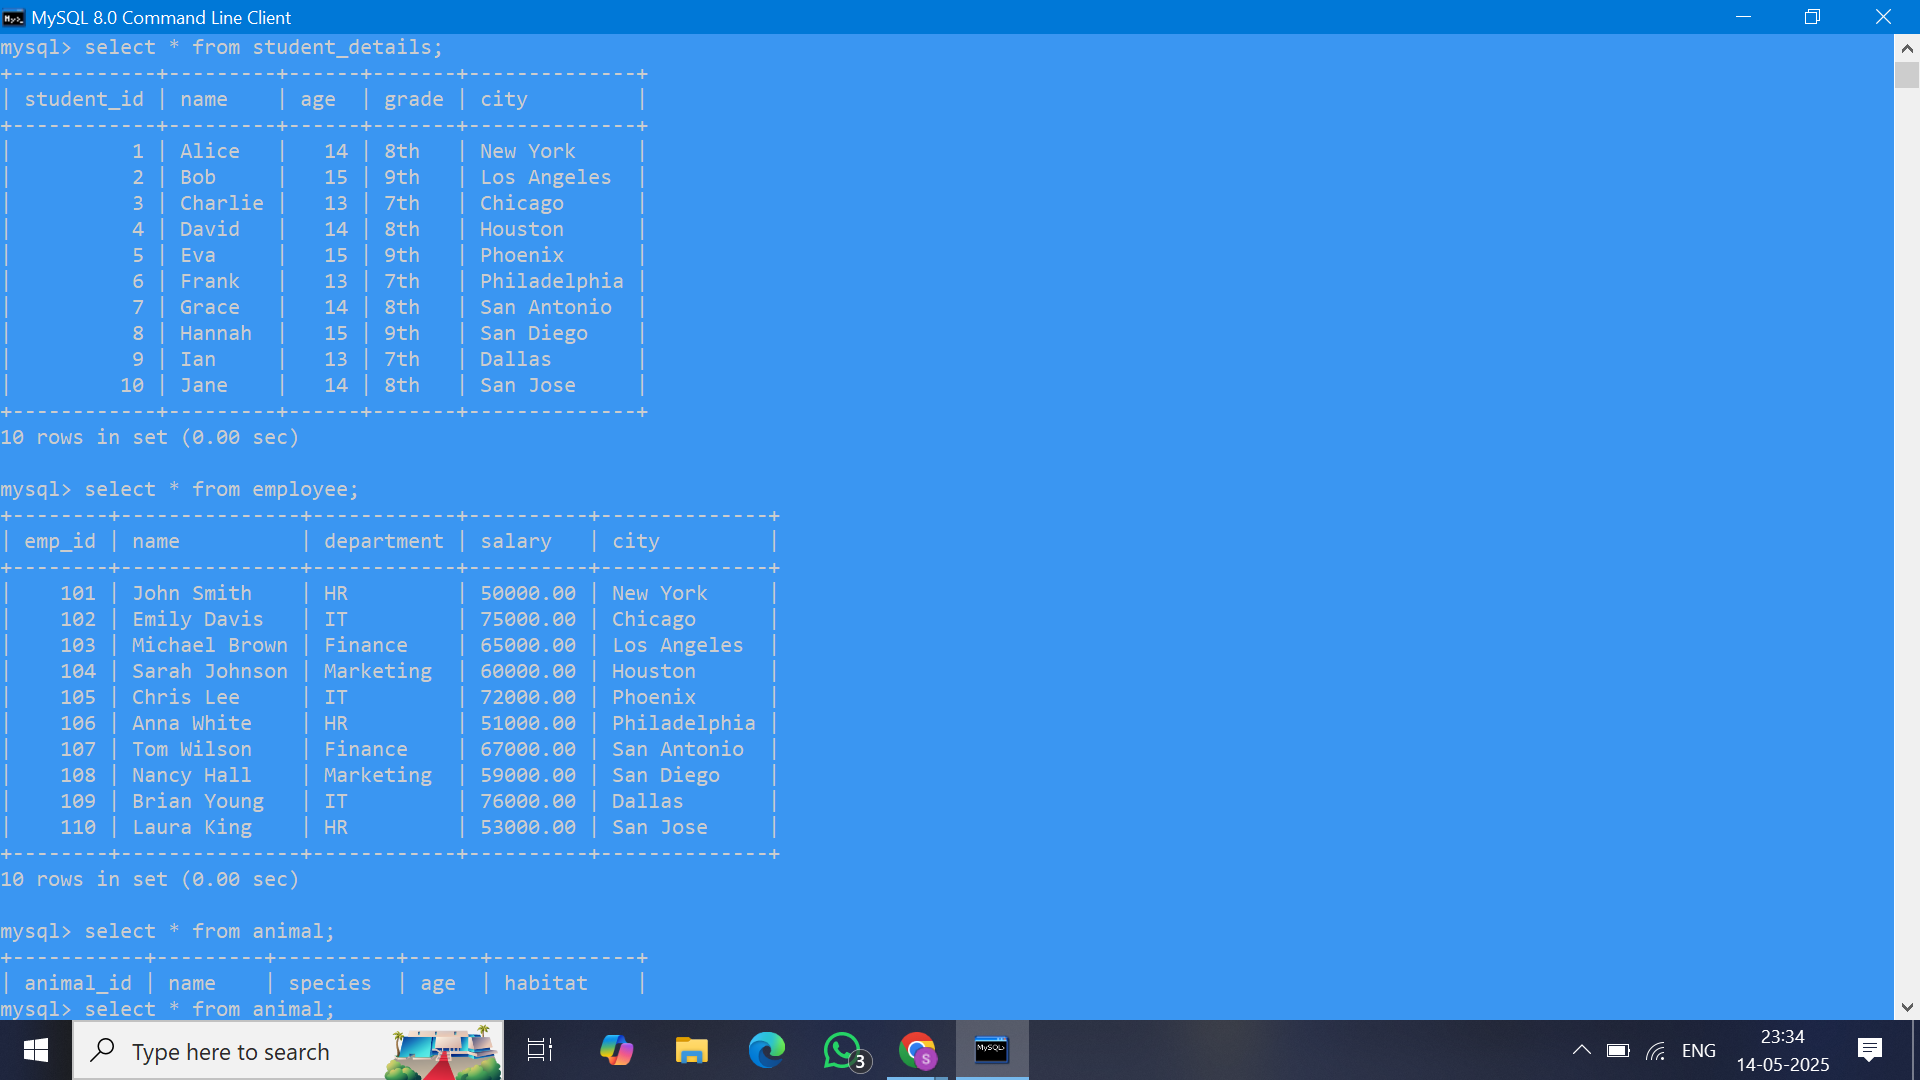 MySQL 8.0 Command Line Client
mysql> select * from student_details;
+------------+---------+------+-------+--------------+
| student_id | name    | age  | grade | city         |
+------------+---------+------+-------+--------------+
|          1 | Alice   |   14 | 8th   | New York     |
|          2 | Bob     |   15 | 9th   | Los Angeles  |
|          3 | Charlie |   13 | 7th   | Chicago      |
|          4 | David   |   14 | 8th   | Houston      |
|          5 | Eva     |   15 | 9th   | Phoenix      |
|          6 | Frank   |   13 | 7th   | Philadelphia |
|          7 | Grace   |   14 | 8th   | San Antonio  |
|          8 | Hannah  |   15 | 9th   | San Diego    |
|          9 | Ian     |   13 | 7th   | Dallas       |
|         10 | Jane    |   14 | 8th   | San Jose     |
+------------+---------+------+-------+--------------+
10 rows in set (0.00 sec)

mysql> select * from employee;
+--------+---------------+------------+----------+--------------+
| emp_id | name          | department | salary   | city         |
+--------+---------------+------------+----------+--------------+
|    101 | John Smith    | HR         | 50000.00 | New York     |
|    102 | Emily Davis   | IT         | 75000.00 | Chicago      |
|    103 | Michael Brown | Finance    | 65000.00 | Los Angeles  |
|    104 | Sarah Johnson | Marketing  | 60000.00 | Houston      |
|    105 | Chris Lee     | IT         | 72000.00 | Phoenix      |
|    106 | Anna White    | HR         | 51000.00 | Philadelphia |
|    107 | Tom Wilson    | Finance    | 67000.00 | San Antonio  |
|    108 | Nancy Hall    | Marketing  | 59000.00 | San Diego    |
|    109 | Brian Young   | IT         | 76000.00 | Dallas       |
|    110 | Laura King    | HR         | 53000.00 | San Jose     |
+--------+---------------+------------+----------+--------------+
10 rows in set (0.00 sec)

mysql> select * from animal;
+-----------+---------+----------+------+------------+
| animal_id | name    | species  | age  | habitat    |
mysql> select * from animal;
Type here to search
3
S
MySQL>
ENG
23:34
14-05-2025